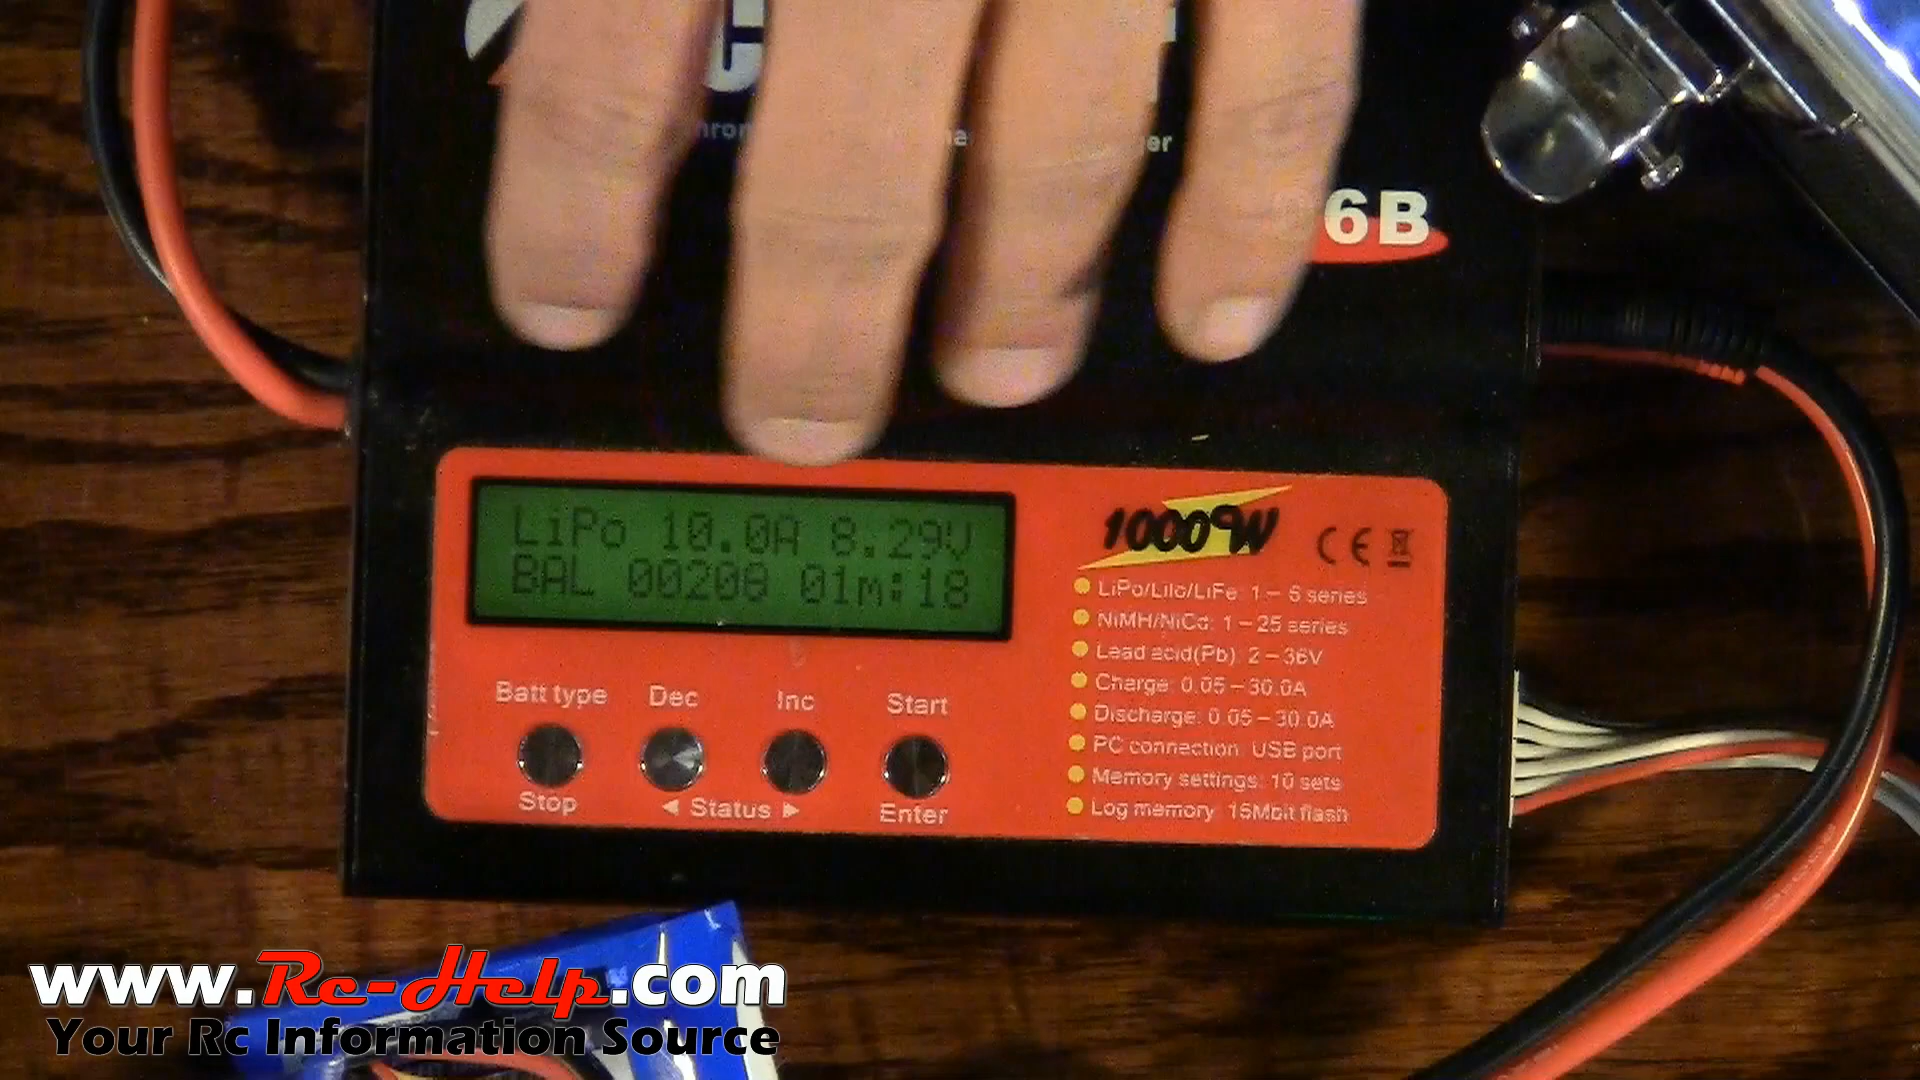 6B
LiPo 10.0A 8.29V
BAL 00208 01m:18
1000W
CE
LiPo/LiIo/LiFe: 1 – 6 series
NiMH/NiCd: 1 – 25 series
Lead acid(Pb): 2 – 36V
Charge: 0.05 – 30.0A
Discharge: 0.05 – 30.0A
PC connection: USB port
Memory settings: 10 sets
Log memory: 16Mbit flash
Batt type Dec Inc Start
Stop ◄ Status ► Enter
www.Rc-Help.com
Your Rc Information Source